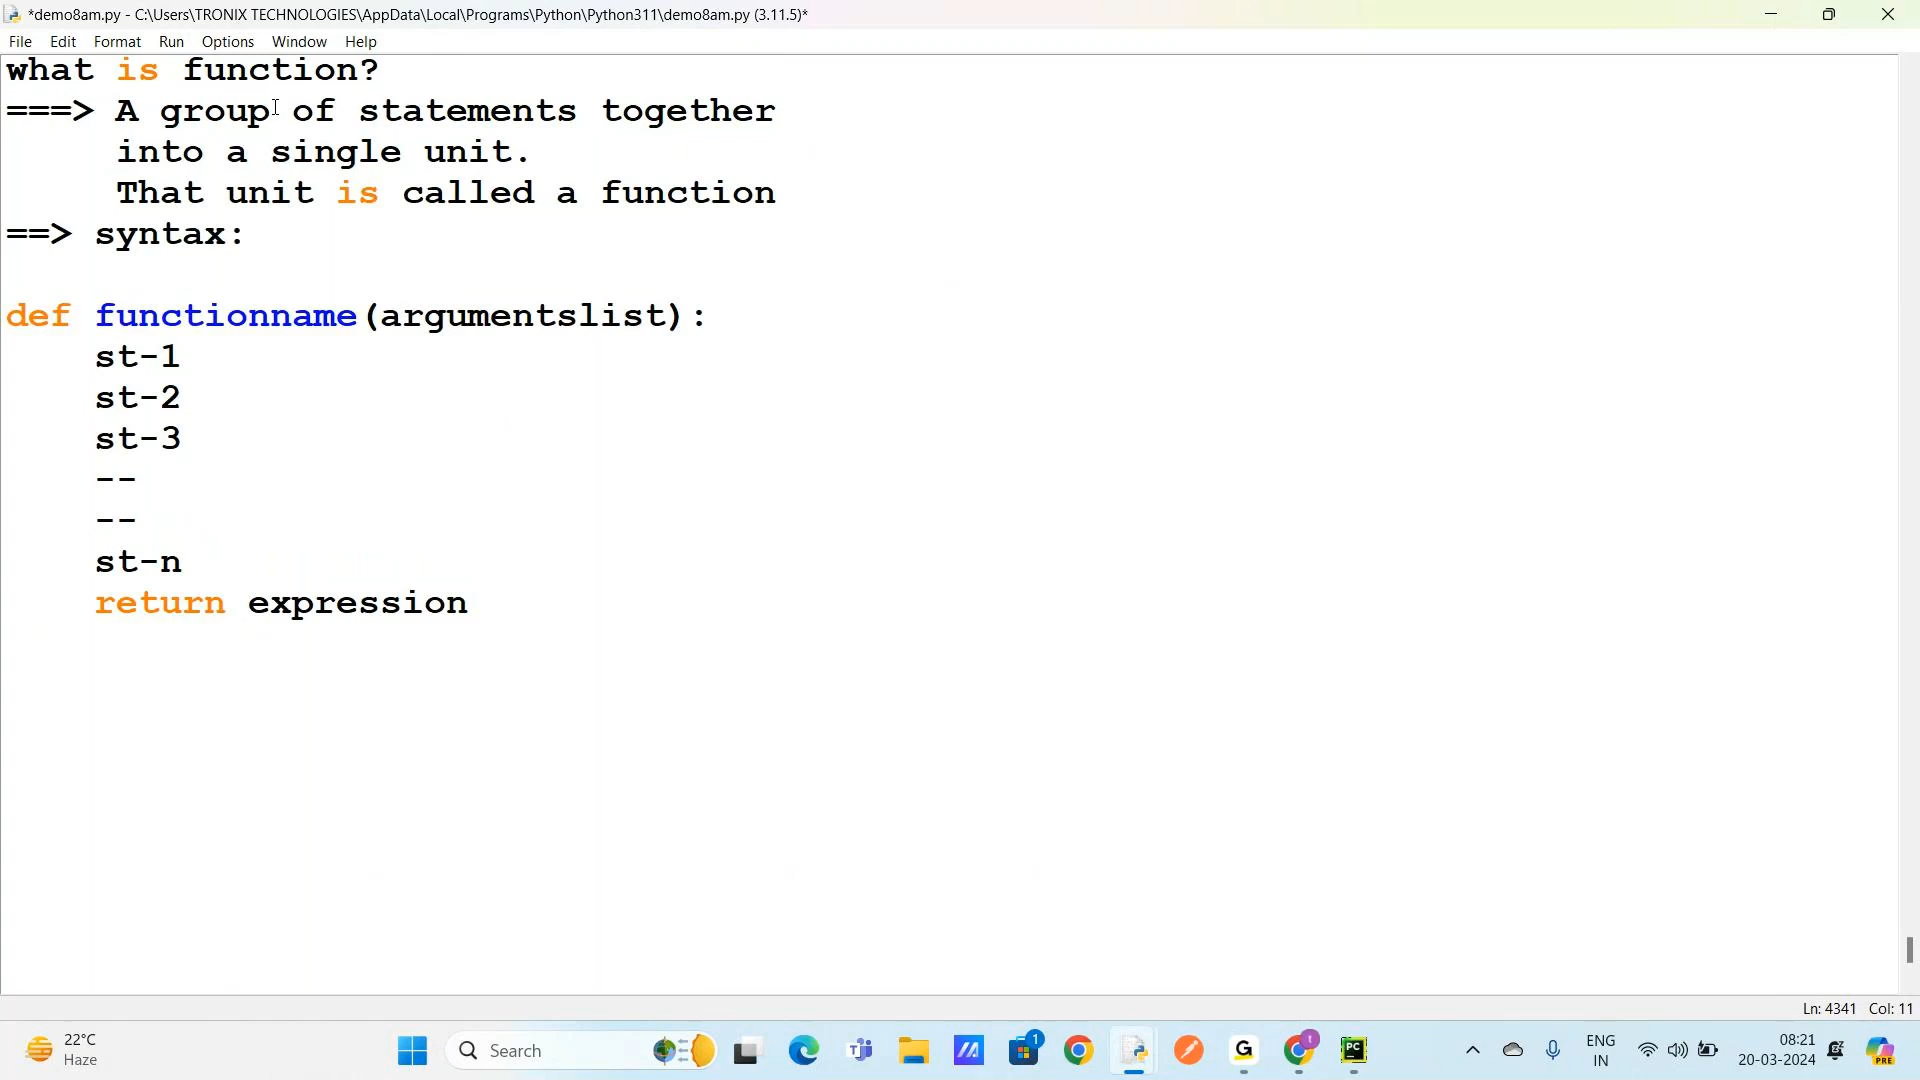 *demo8am.py - C:\Users\TRONIX TECHNOLOGIES\AppData\Local\Programs\Python\Python311\demo8am.py (3.11.5)*
File Edit Format Run Options Window Help
what is function?
===> A group of statements together
     into a single unit.
     That unit is called a function
==> syntax:
def functionname(argumentslist):
    st-1
    st-2
    st-3
    --
    --
    st-n
    return expression
Ln: 4341 Col: 11
22°C
Haze
Search
1
G
t
PC
ENG
IN
08:21
20-03-2024
PRE